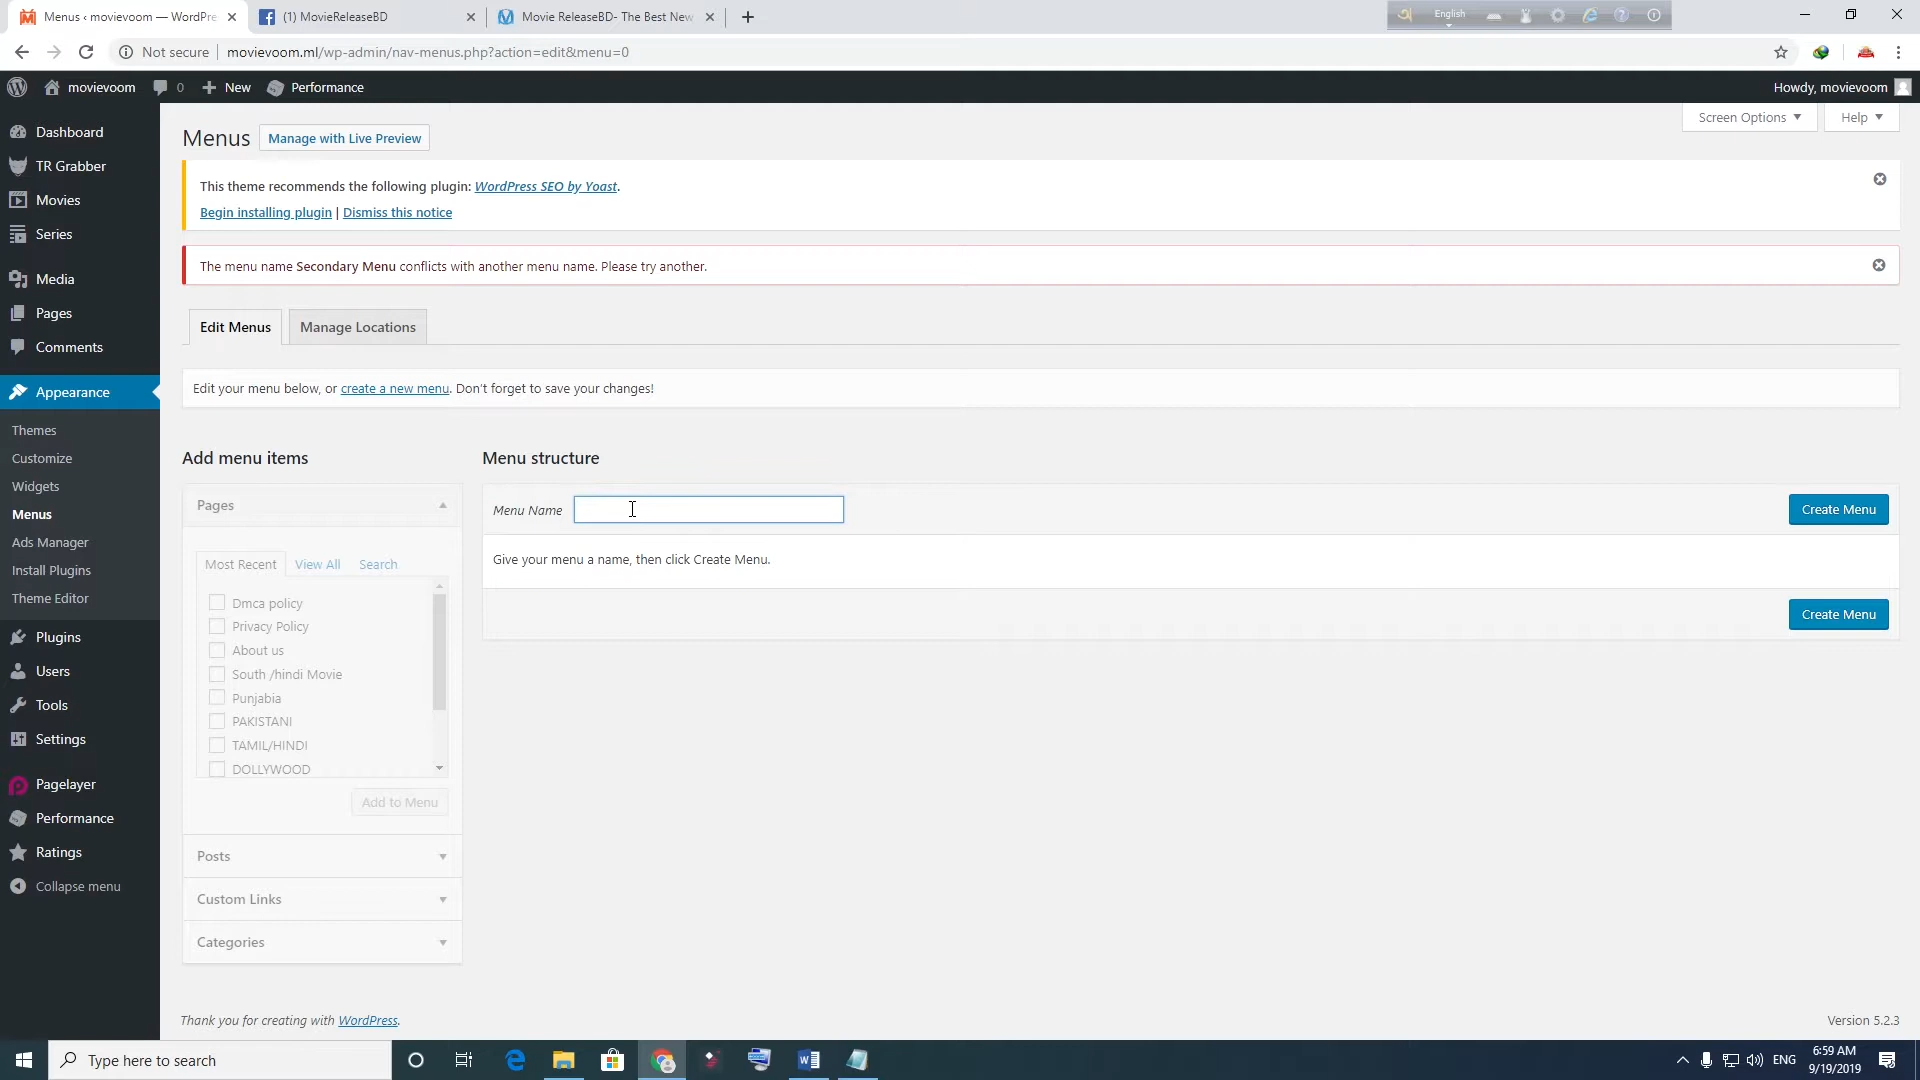 Menus ‹ movievoom — WordPre
(1) MovieReleaseBD
Movie ReleaseBD- The Best New
English
Not secure
movievoom.ml/wp-admin/nav-menus.php?action=edit&menu=0
movievoom
0
New
Performance
Howdy, movievoom
Dashboard
TR Grabber
Movies
Series
Media
Pages
Comments
Appearance
Themes
Customize
Widgets
Menus
Ads Manager
Install Plugins
Theme Editor
Plugins
Users
Tools
Settings
Pagelayer
Performance
Ratings
Collapse menu
Screen Options
Help
Menus
Manage with Live Preview
This theme recommends the following plugin: WordPress SEO by Yoast.
Begin installing plugin | Dismiss this notice
The menu name Secondary Menu conflicts with another menu name. Please try another.
Edit Menus
Manage Locations
Edit your menu below, or create a new menu. Don't forget to save your changes!
Add menu items
Pages
Most Recent
View All
Search
Dmca policy
Privacy Policy
About us
South /hindi Movie
Punjabia
PAKISTANI
TAMIL/HINDI
DOLLYWOOD
Add to Menu
Posts
Custom Links
Categories
Menu structure
Menu Name
Create Menu
Give your menu a name, then click Create Menu.
Create Menu
Thank you for creating with WordPress.
Version 5.2.3
Type here to search
ENG
6:59 AM
9/19/2019